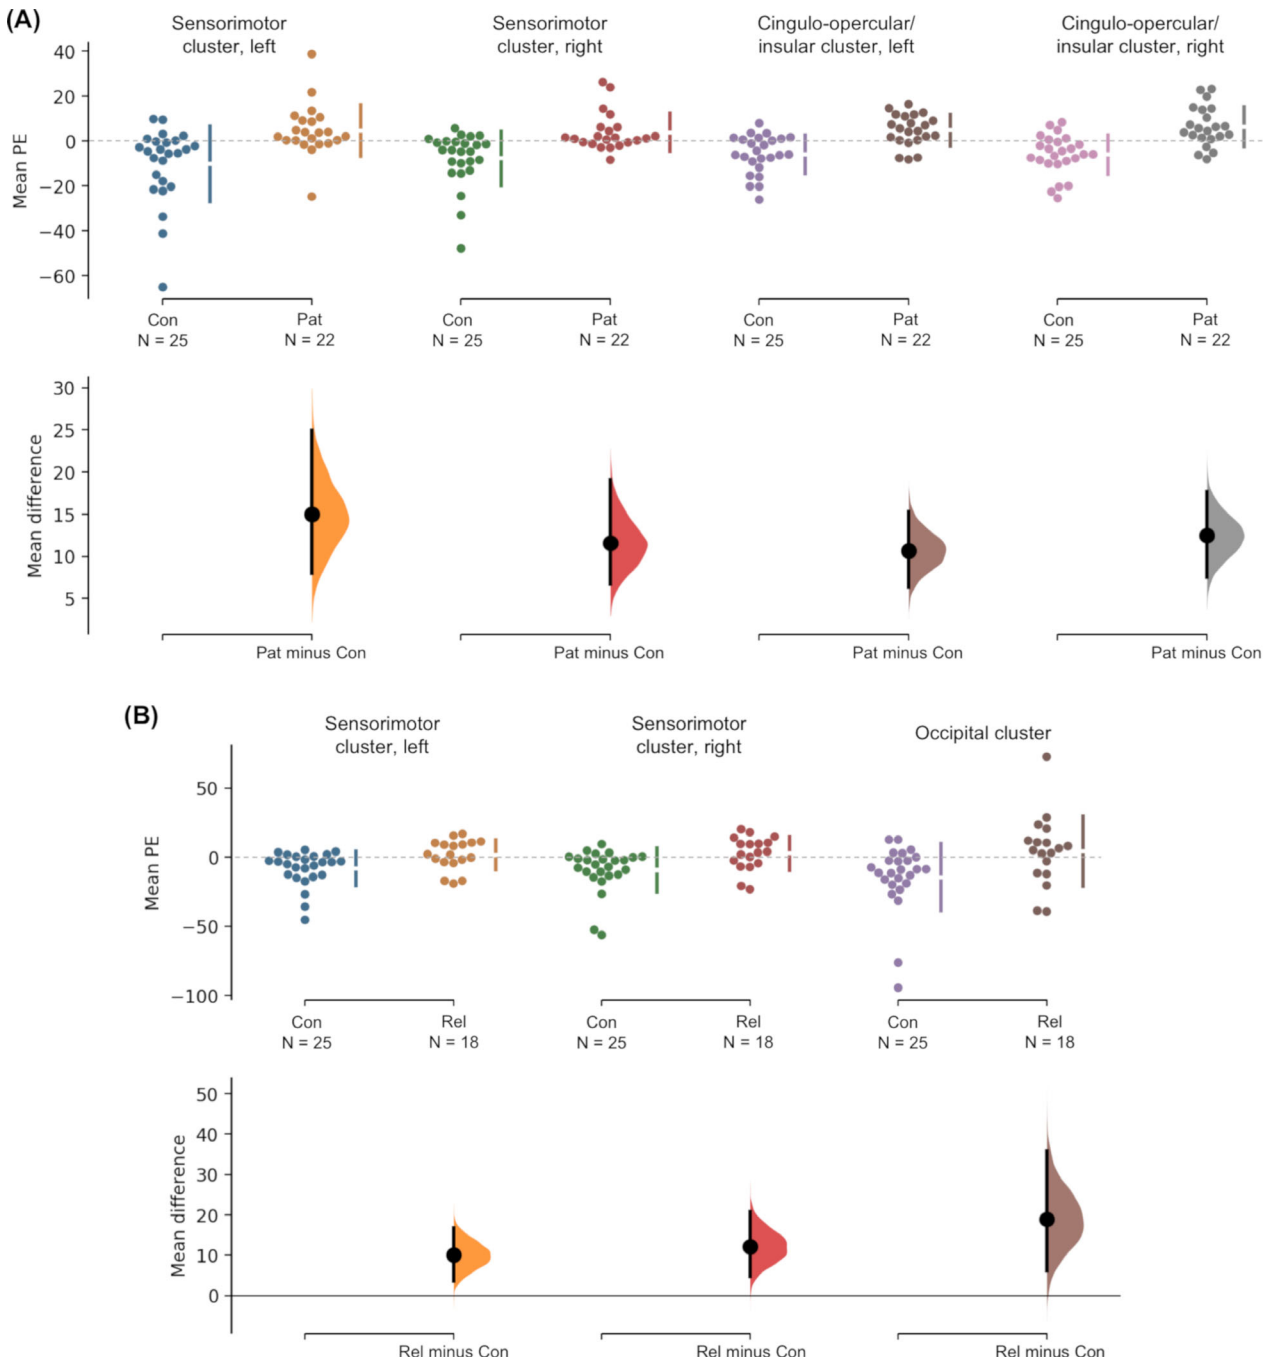 (A)
Sensorimotor
cluster, left
Sensorimotor
cluster, right
Cingulo-opercular/
insular cluster, left
Cingulo-opercular/
insular cluster, right
Mean PE
40
20
0
−20
−40
−60
Con
N = 25
Pat
N = 22
Con
N = 25
Pat
N = 22
Con
N = 25
Pat
N = 22
Con
N = 25
Pat
N = 22
Mean difference
30
25
20
15
10
5
Pat minus Con
Pat minus Con
Pat minus Con
Pat minus Con
(B)
Sensorimotor
cluster, left
Sensorimotor
cluster, right
Occipital cluster
Mean PE
50
0
−50
−100
Con
N = 25
Rel
N = 18
Con
N = 25
Rel
N = 18
Con
N = 25
Rel
N = 18
Mean difference
50
40
30
20
10
0
Rel minus Con
Rel minus Con
Rel minus Con